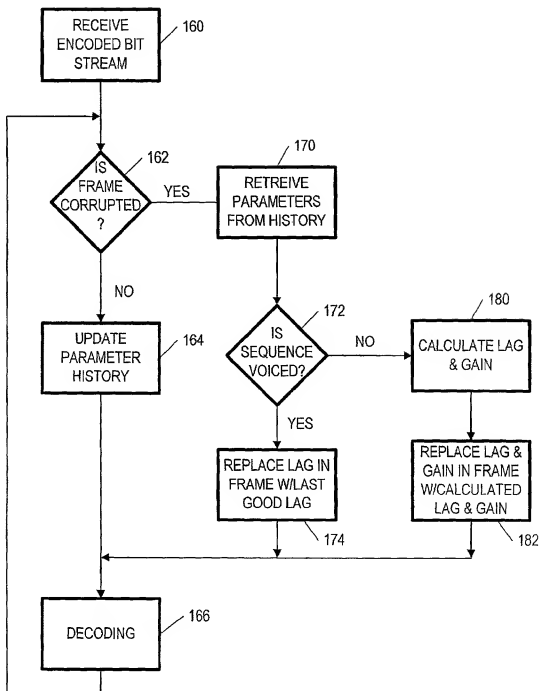 RECEIVE
ENCODED BIT
STREAM
160
IS
FRAME
CORRUPTED
?
162
YES
170
RETREIVE
PARAMETERS
FROM HISTORY
NO
UPDATE
PARAMETER
HISTORY
164
IS
SEQUENCE
VOICED?
172
NO
180
CALCULATE LAG
& GAIN
YES
REPLACE LAG IN
FRAME W/LAST
GOOD LAG
174
REPLACE LAG &
GAIN IN FRAME
W/CALCULATED
LAG & GAIN
182
DECODING
166